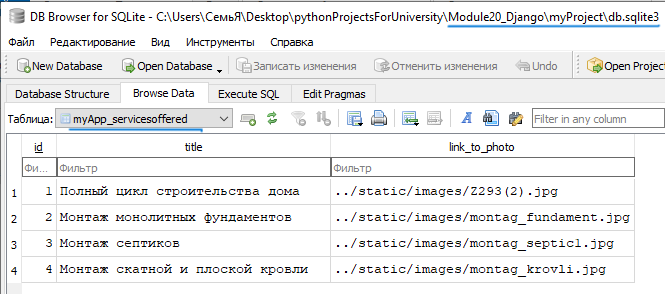 DB Browser for SQLite - C:\Users\СемьЯ\Desktop\pythonProjectsForUniversity\Module20_Django\myProject\db.sqlite3
Файл Редактирование Вид Инструменты Справка
New Database Open Database Записать изменения Отменить изменения Undo Open Projec
Database Structure Browse Data Execute SQL Edit Pragmas
Таблица: myApp_servicesoffered Filter in any column
id title link_to_photo
Фи... Фильтр Фильтр
1 1 Полный цикл строительства дома ../static/images/Z293(2).jpg
2 2 Монтаж монолитных фундаментов ../static/images/montag_fundament.jpg
3 3 Монтаж септиков ../static/images/montag_septic1.jpg
4 4 Монтаж скатной и плоской кровли ../static/images/montag_krovli.jpg